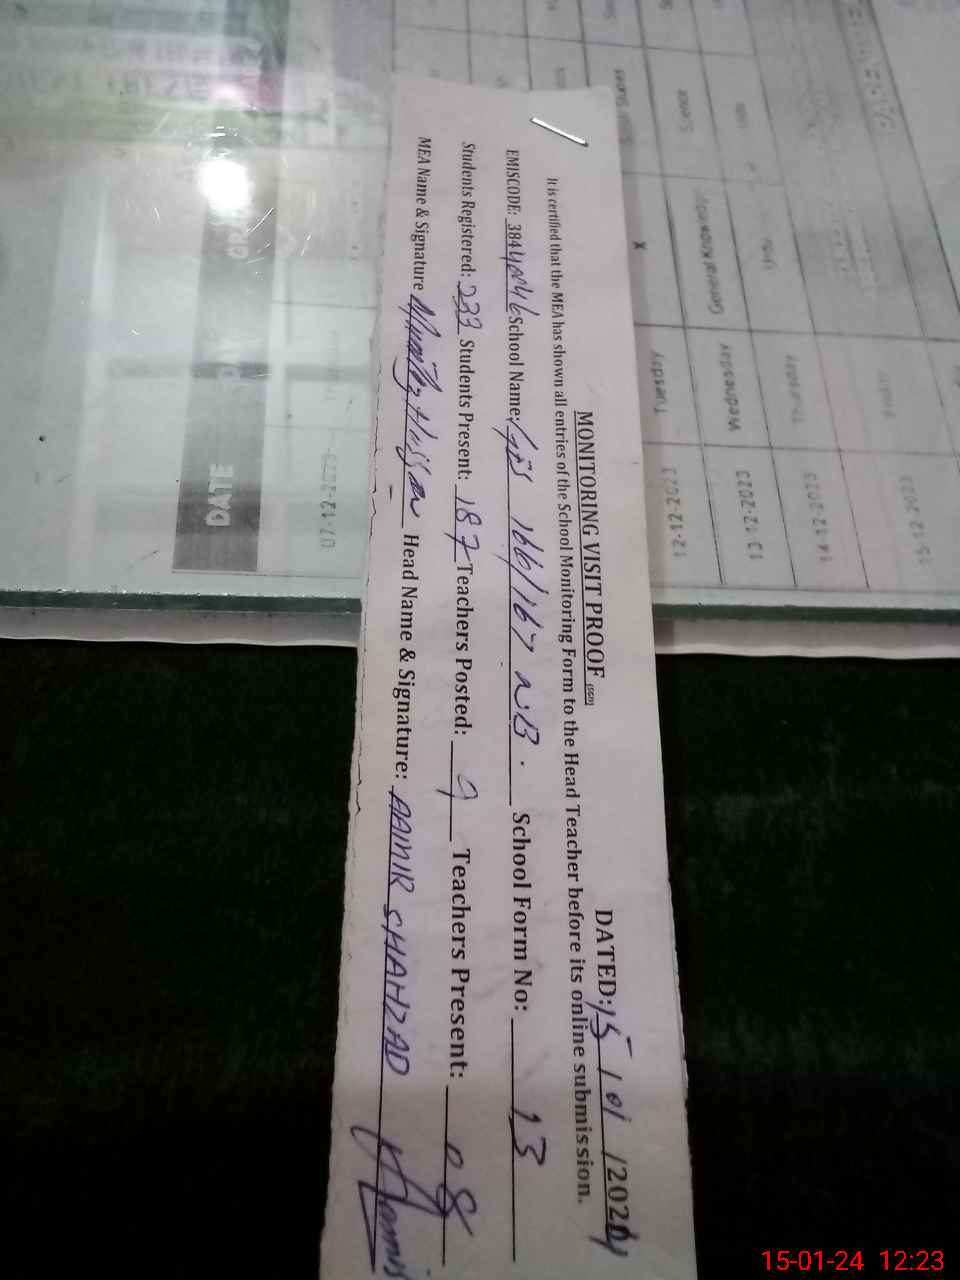 MONITORING VISIT PROOF (SGD) DATED: 15 / 01 / 2024
It is certified that the MEA has shown all entries of the School Monitoring Form to the Head Teacher before its online submission.
EMISCODE: 38440046 School Name: GPS 166/167 N.B. School Form No: 13
Students Registered: 233 Students Present: 187 Teachers Posted: 9 Teachers Present: 08
MEA Name & Signature Head Name & Signature: AAMIR SHAHZAD
DATE
07-12-2023
Tuesday 12-12-2023
Science General Knowledge Wednesday 13-12-2023
Urdu Thursday 14-12-2023
15-12-2023
15-01-24 12:23